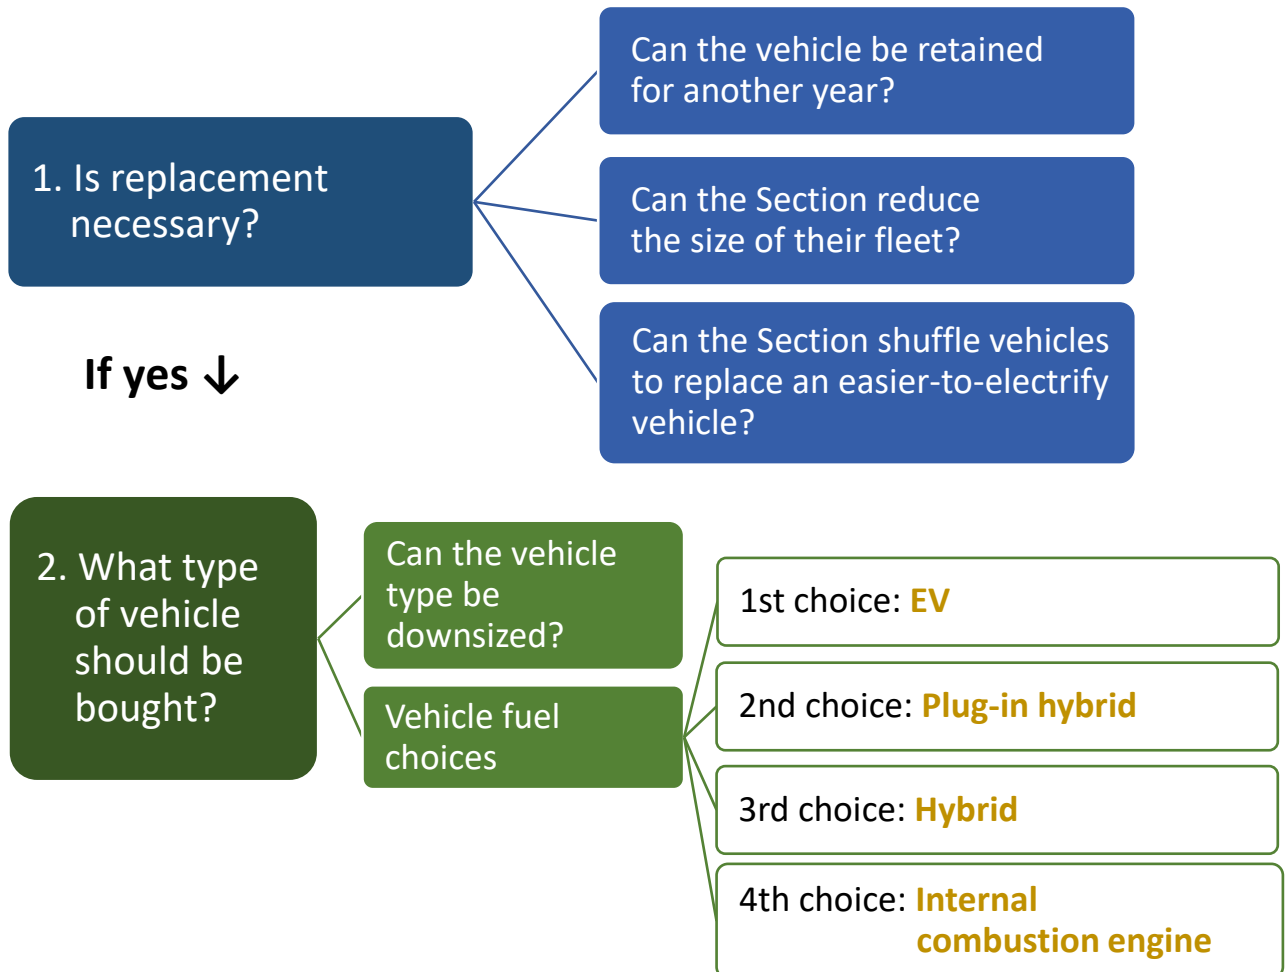 1. Is replacement
necessary?
Can the vehicle be retained
for another year?
Can the Section reduce
the size of their fleet?
Can the Section shuffle vehicles
to replace an easier-to-electrify
vehicle?
If yes ↓
2. What type
of vehicle
should be
bought?
Can the vehicle
type be
downsized?
Vehicle fuel
choices
1st choice: EV
2nd choice: Plug-in hybrid
3rd choice: Hybrid
4th choice: Internal
combustion engine